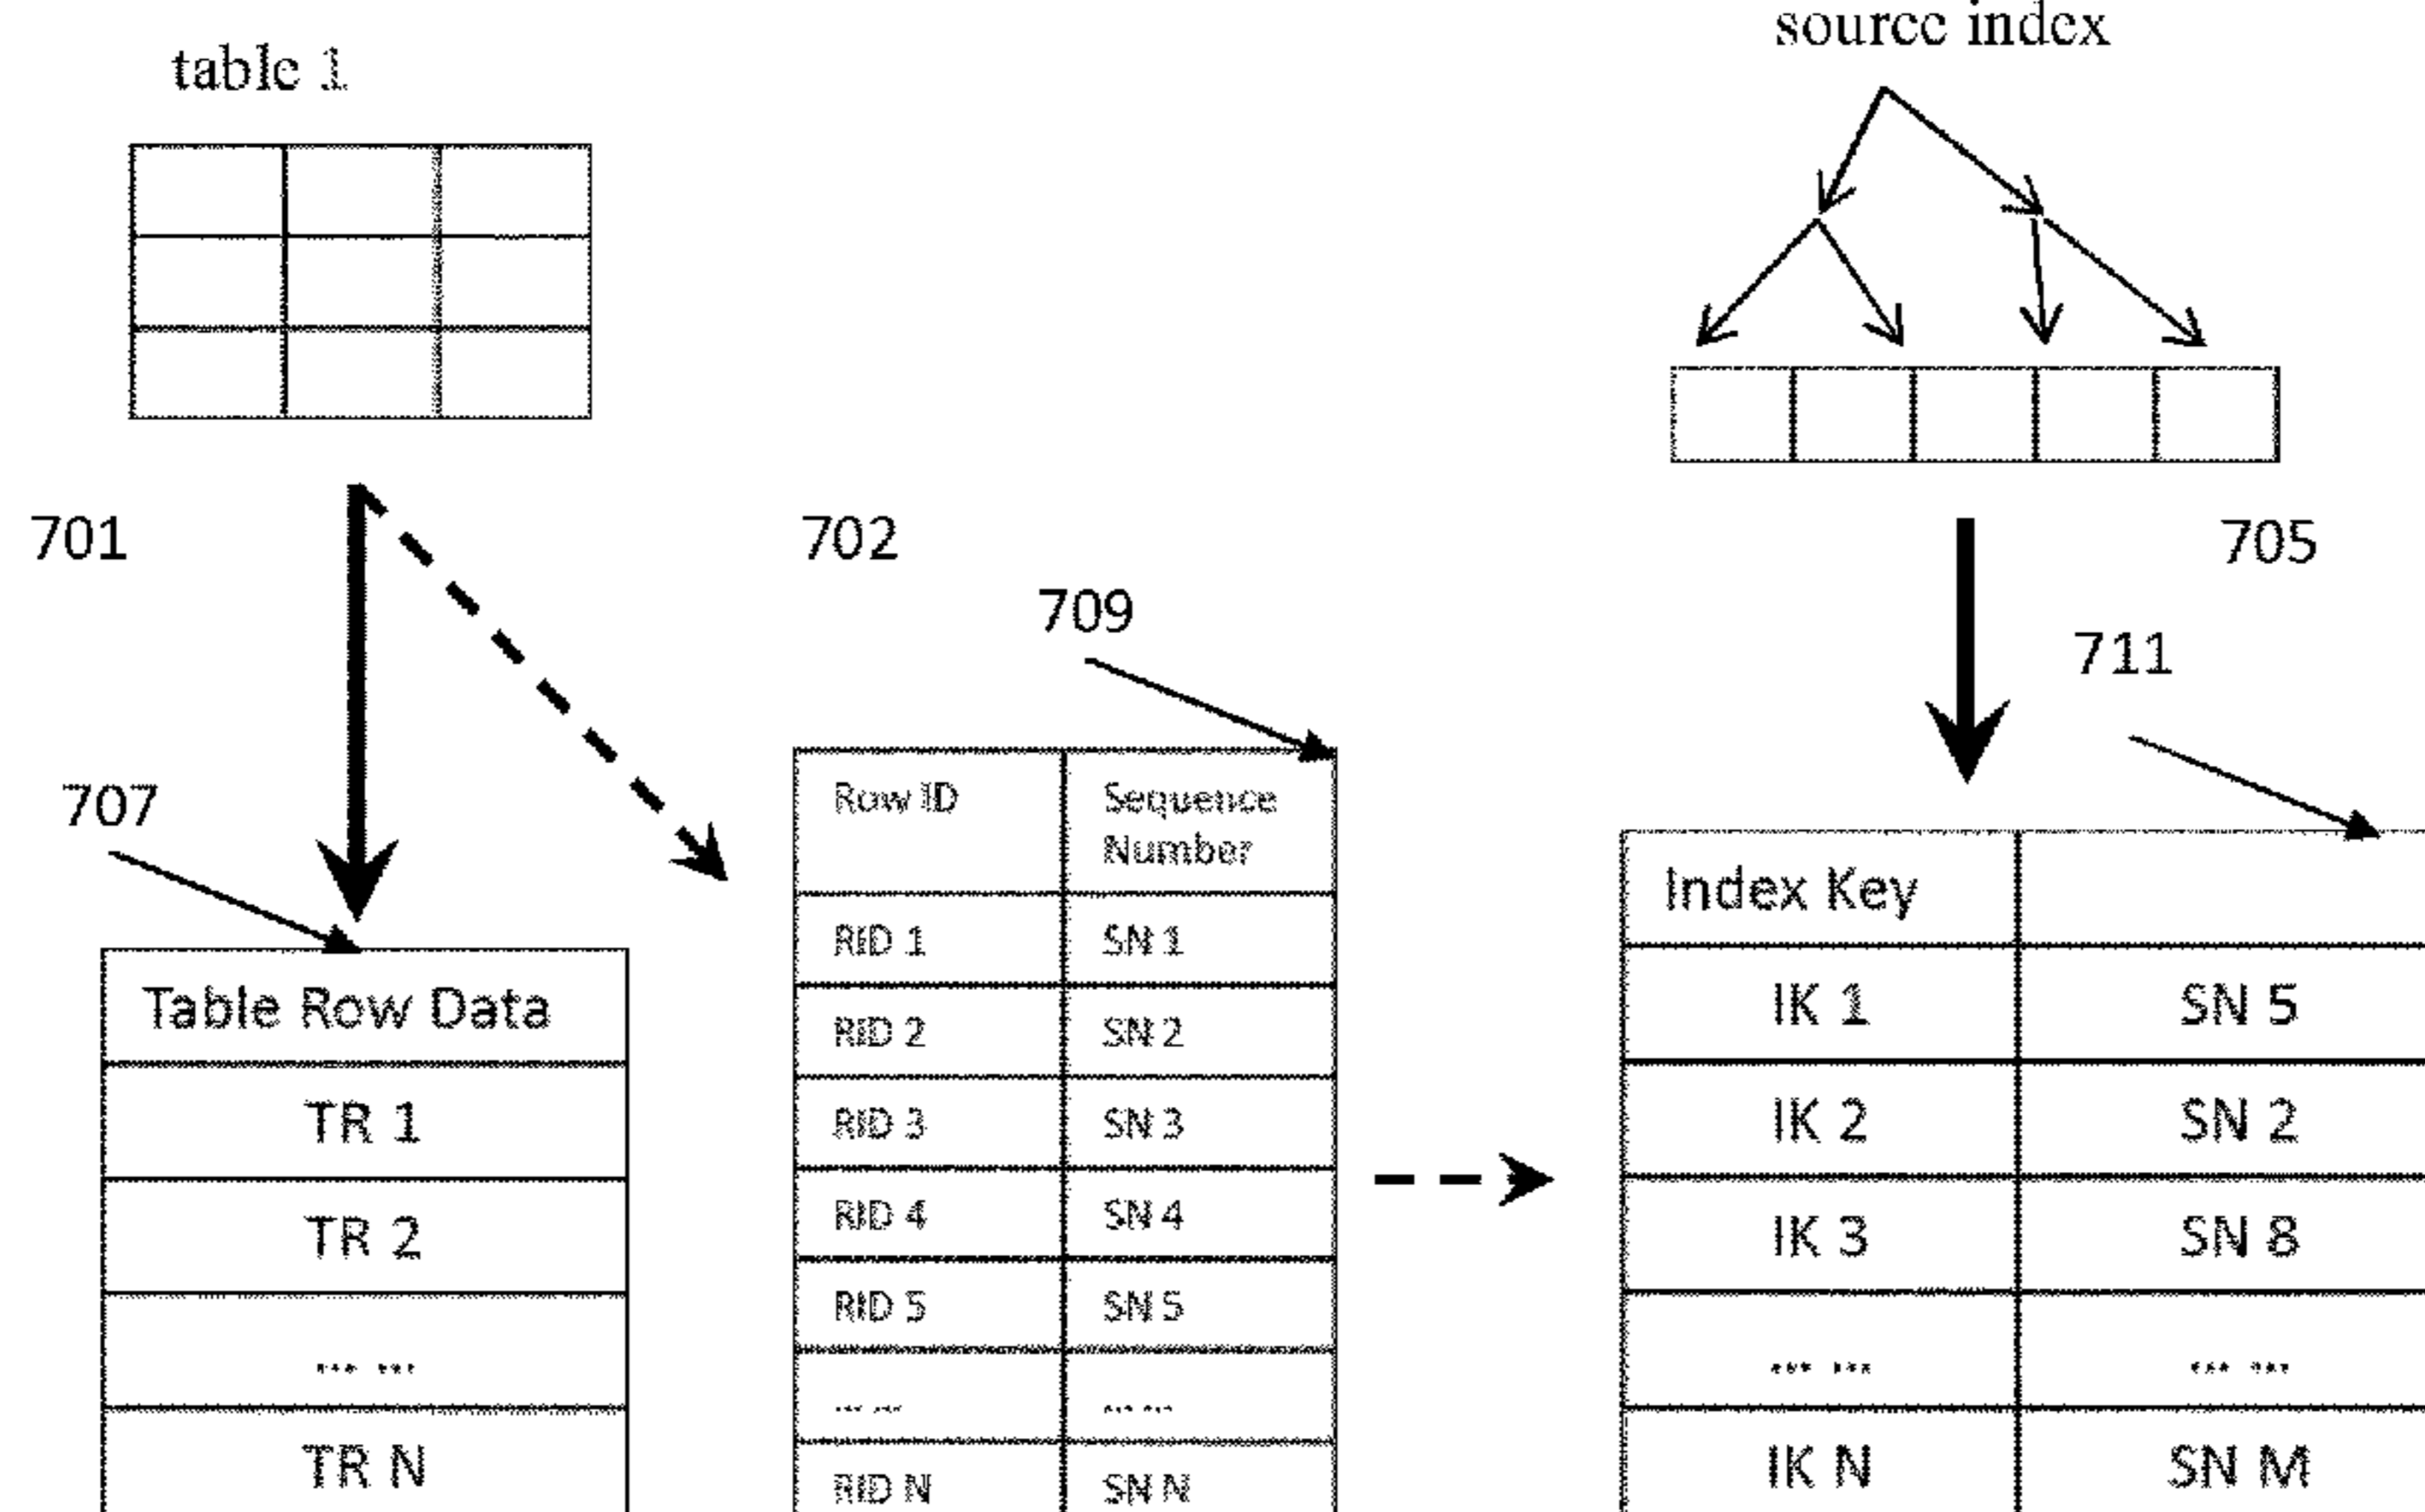 source index
table 1
701
702
705
709
711
707
Row ID
Sequence
Number
RID 1
SN 1
RID 2
SN 2
RID 3
SN 3
RID 4
SN 4
RID 5
SN 5
... ...
... ...
RID N
SN N
Index Key
IK 1
SN 5
IK 2
SN 2
IK 3
SN 8
... ...
... ...
IK N
SN M
Table Row Data
TR 1
TR 2
... ...
TR N